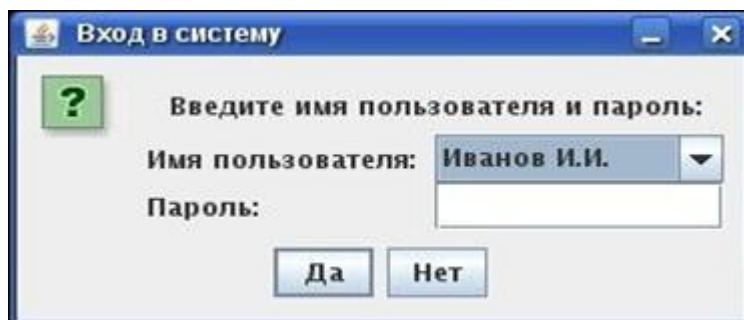 Вход в систему
?
Введите имя пользователя и пароль:
Имя пользователя: Иванов И.И.
Пароль:
Да Нет